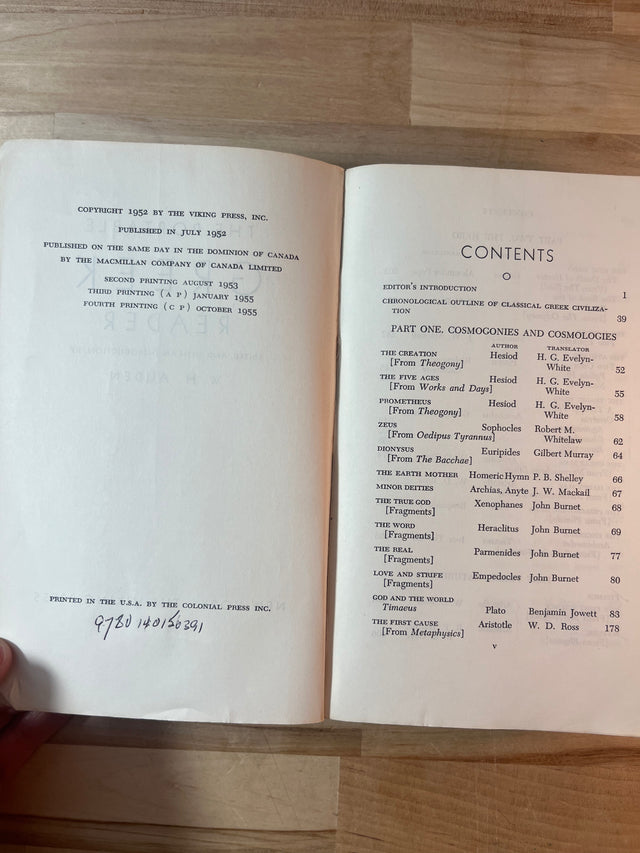 COPYRIGHT 1952 BY THE VIKING PRESS, INC.
PUBLISHED IN JULY 1952
PUBLISHED ON THE SAME DAY IN THE DOMINION OF CANADA
BY THE MACMILLAN COMPANY OF CANADA LIMITED
SECOND PRINTING AUGUST 1953
THIRD PRINTING (A P) JANUARY 1955
FOURTH PRINTING (C P) OCTOBER 1955
PRINTED IN THE U.S.A. BY THE COLONIAL PRESS INC.
9780140150391
CONTENTS
EDITOR'S INTRODUCTION 1
CHRONOLOGICAL OUTLINE OF CLASSICAL GREEK CIVILIZA-
TION 39
PART ONE. COSMOGONIES AND COSMOLOGIES
AUTHOR TRANSLATOR
THE CREATION Hesiod H. G. Evelyn-
[From Theogony] White 52
THE FIVE AGES Hesiod H. G. Evelyn-
[From Works and Days] White 55
PROMETHEUS Hesiod H. G. Evelyn-
[From Theogony] White 58
ZEUS Sophocles Robert M.
[From Oedipus Tyrannus] Whitelaw 62
DIONYSUS Euripides Gilbert Murray 64
[From The Bacchae]
THE EARTH MOTHER Homeric Hymn P. B. Shelley 66
MINOR DEITIES Archias, Anyte J. W. Mackail 67
THE TRUE GOD Xenophanes John Burnet 68
[Fragments]
THE WORD Heraclitus John Burnet 69
[Fragments]
THE REAL Parmenides John Burnet 77
[Fragments]
LOVE AND STRIFE Empedocles John Burnet 80
[Fragments]
GOD AND THE WORLD
Timaeus Plato Benjamin Jowett 83
THE FIRST CAUSE Aristotle W. D. Ross 178
[From Metaphysics]
v